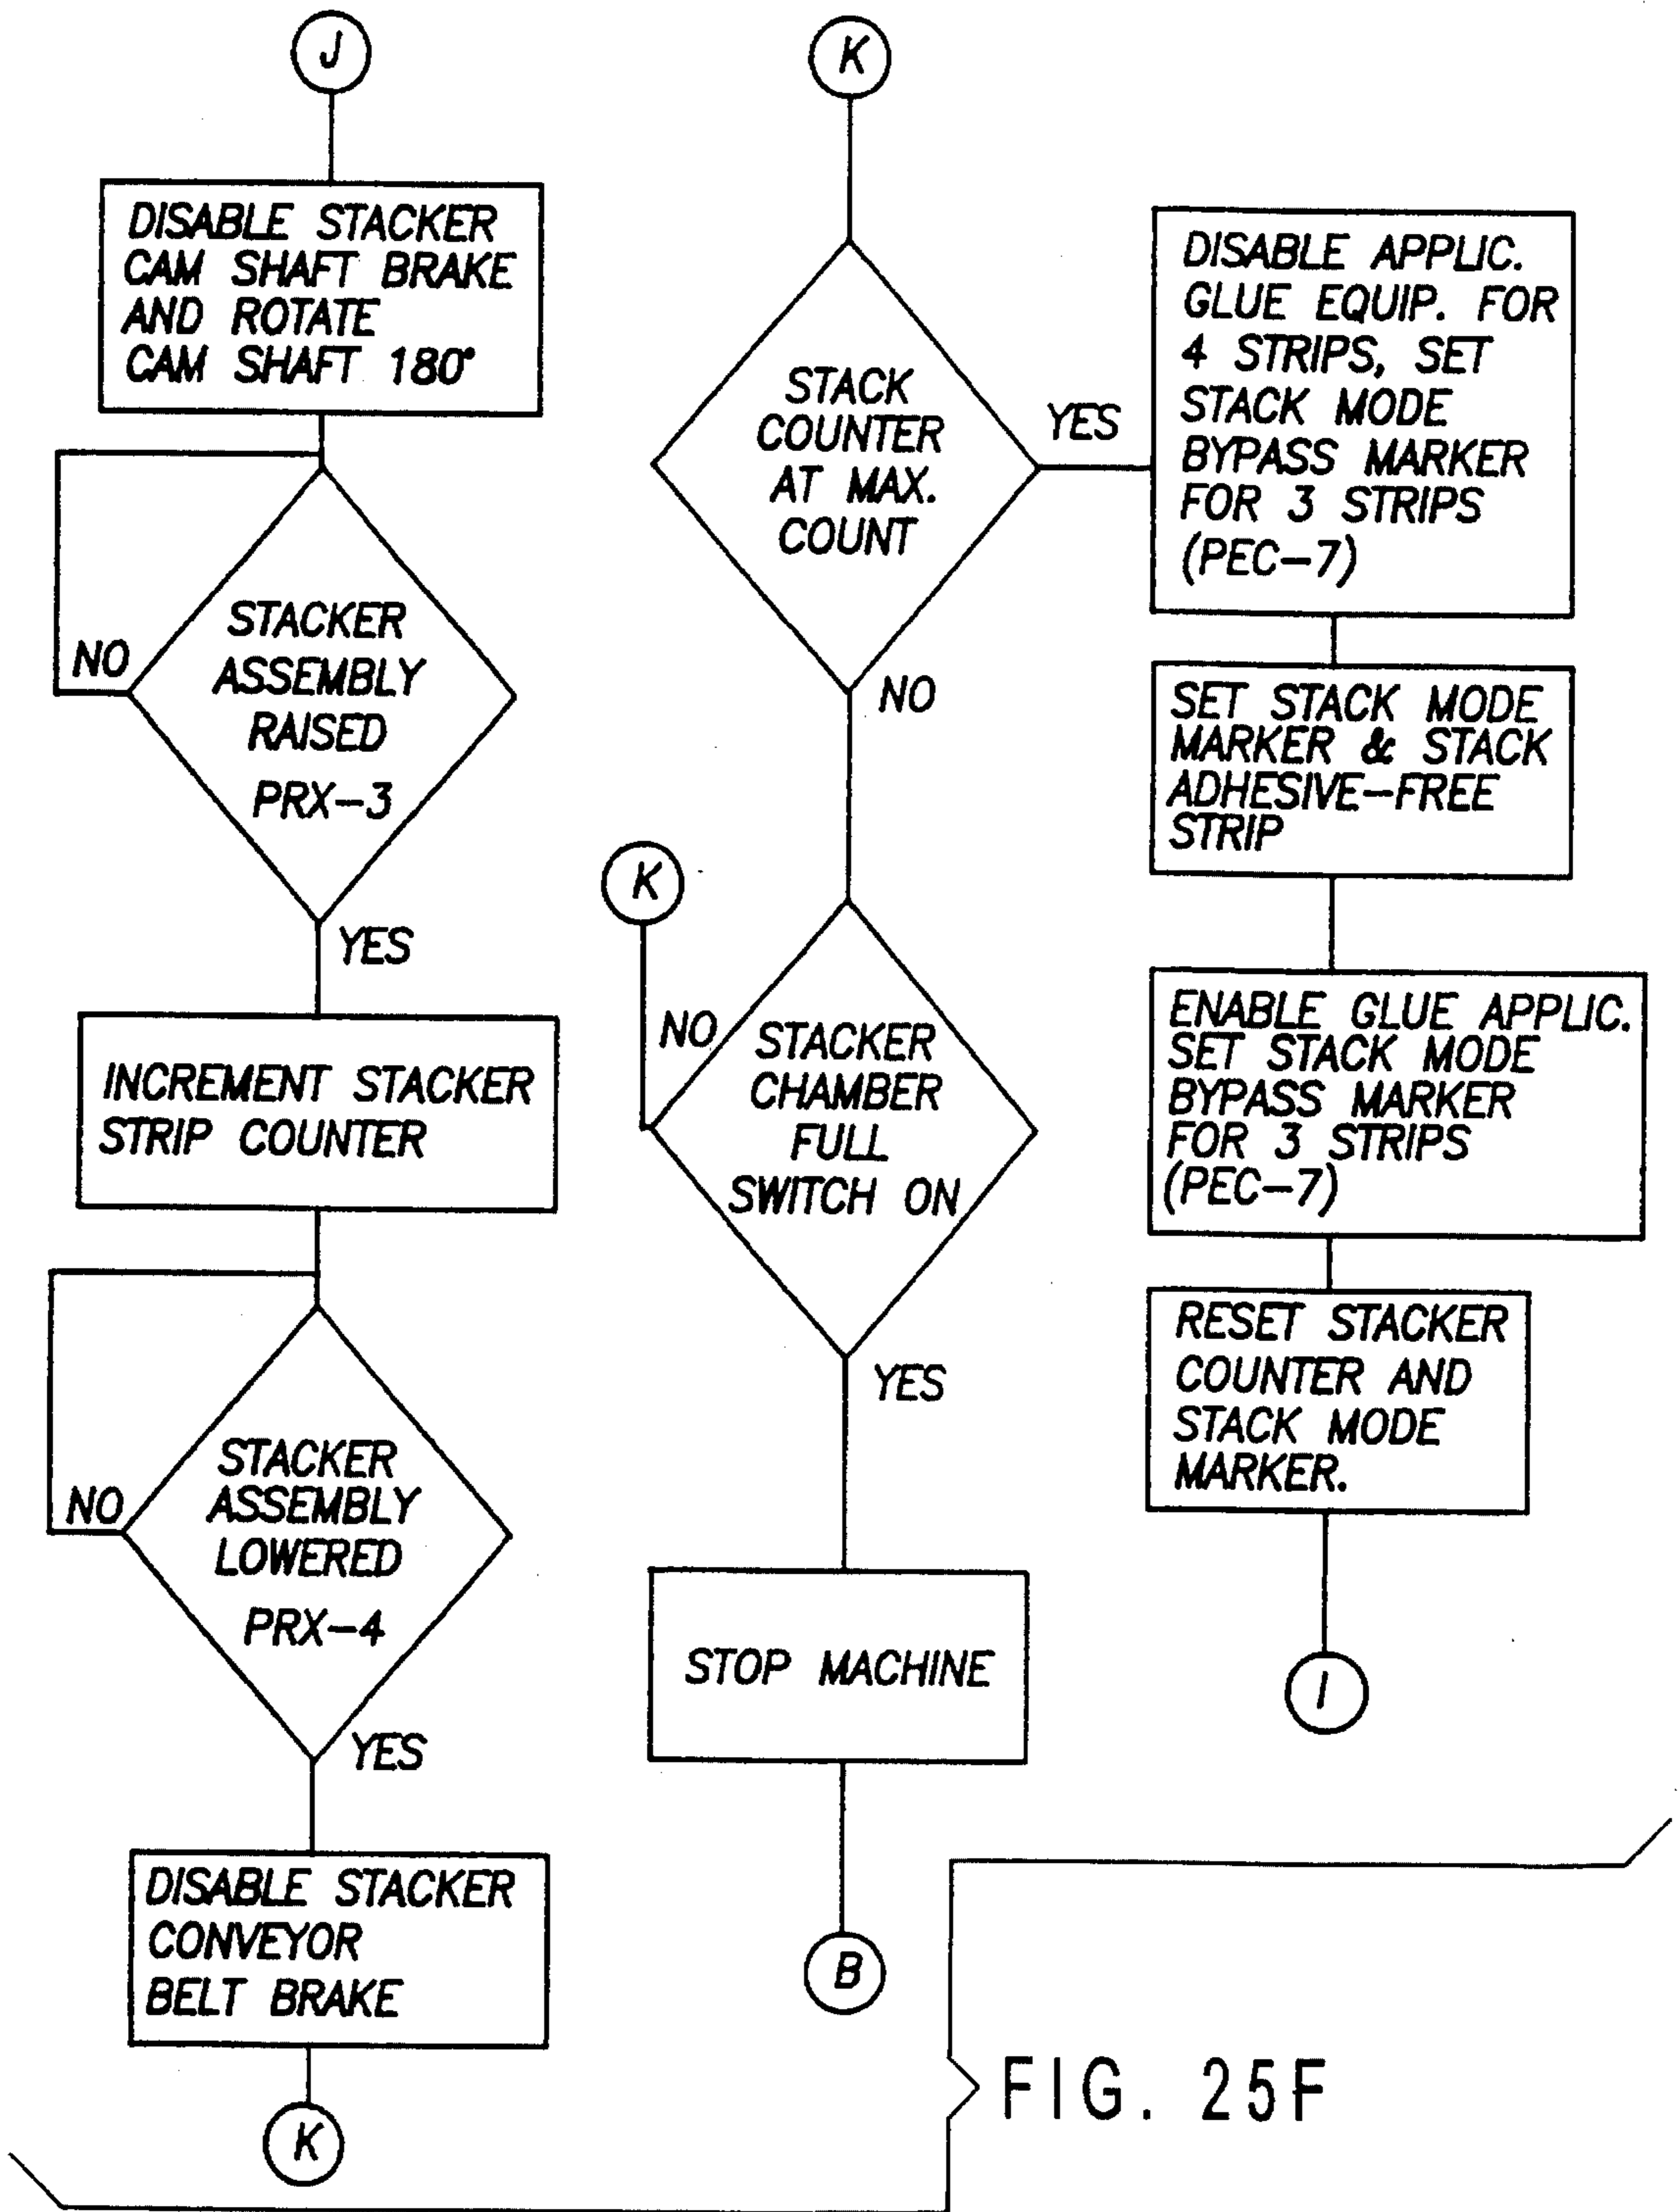 J
DISABLE STACKER
CAM SHAFT BRAKE
AND ROTATE
CAM SHAFT 180°
STACKER
ASSEMBLY
RAISED
PRX-3
NO
YES
INCREMENT STACKER
STRIP COUNTER
STACKER
ASSEMBLY
LOWERED
PRX-4
NO
YES
DISABLE STACKER
CONVEYOR
BELT BRAKE
K
K
STACK
COUNTER
AT MAX.
COUNT
YES
NO
K
NO
STACKER
CHAMBER
FULL
SWITCH ON
YES
STOP MACHINE
B
DISABLE APPLIC.
GLUE EQUIP. FOR
4 STRIPS, SET
STACK MODE
BYPASS MARKER
FOR 3 STRIPS
(PEC-7)
SET STACK MODE
MARKER & STACK
ADHESIVE-FREE
STRIP
ENABLE GLUE APPLIC.
SET STACK MODE
BYPASS MARKER
FOR 3 STRIPS
(PEC-7)
RESET STACKER
COUNTER AND
STACK MODE
MARKER.
I
FIG. 25F